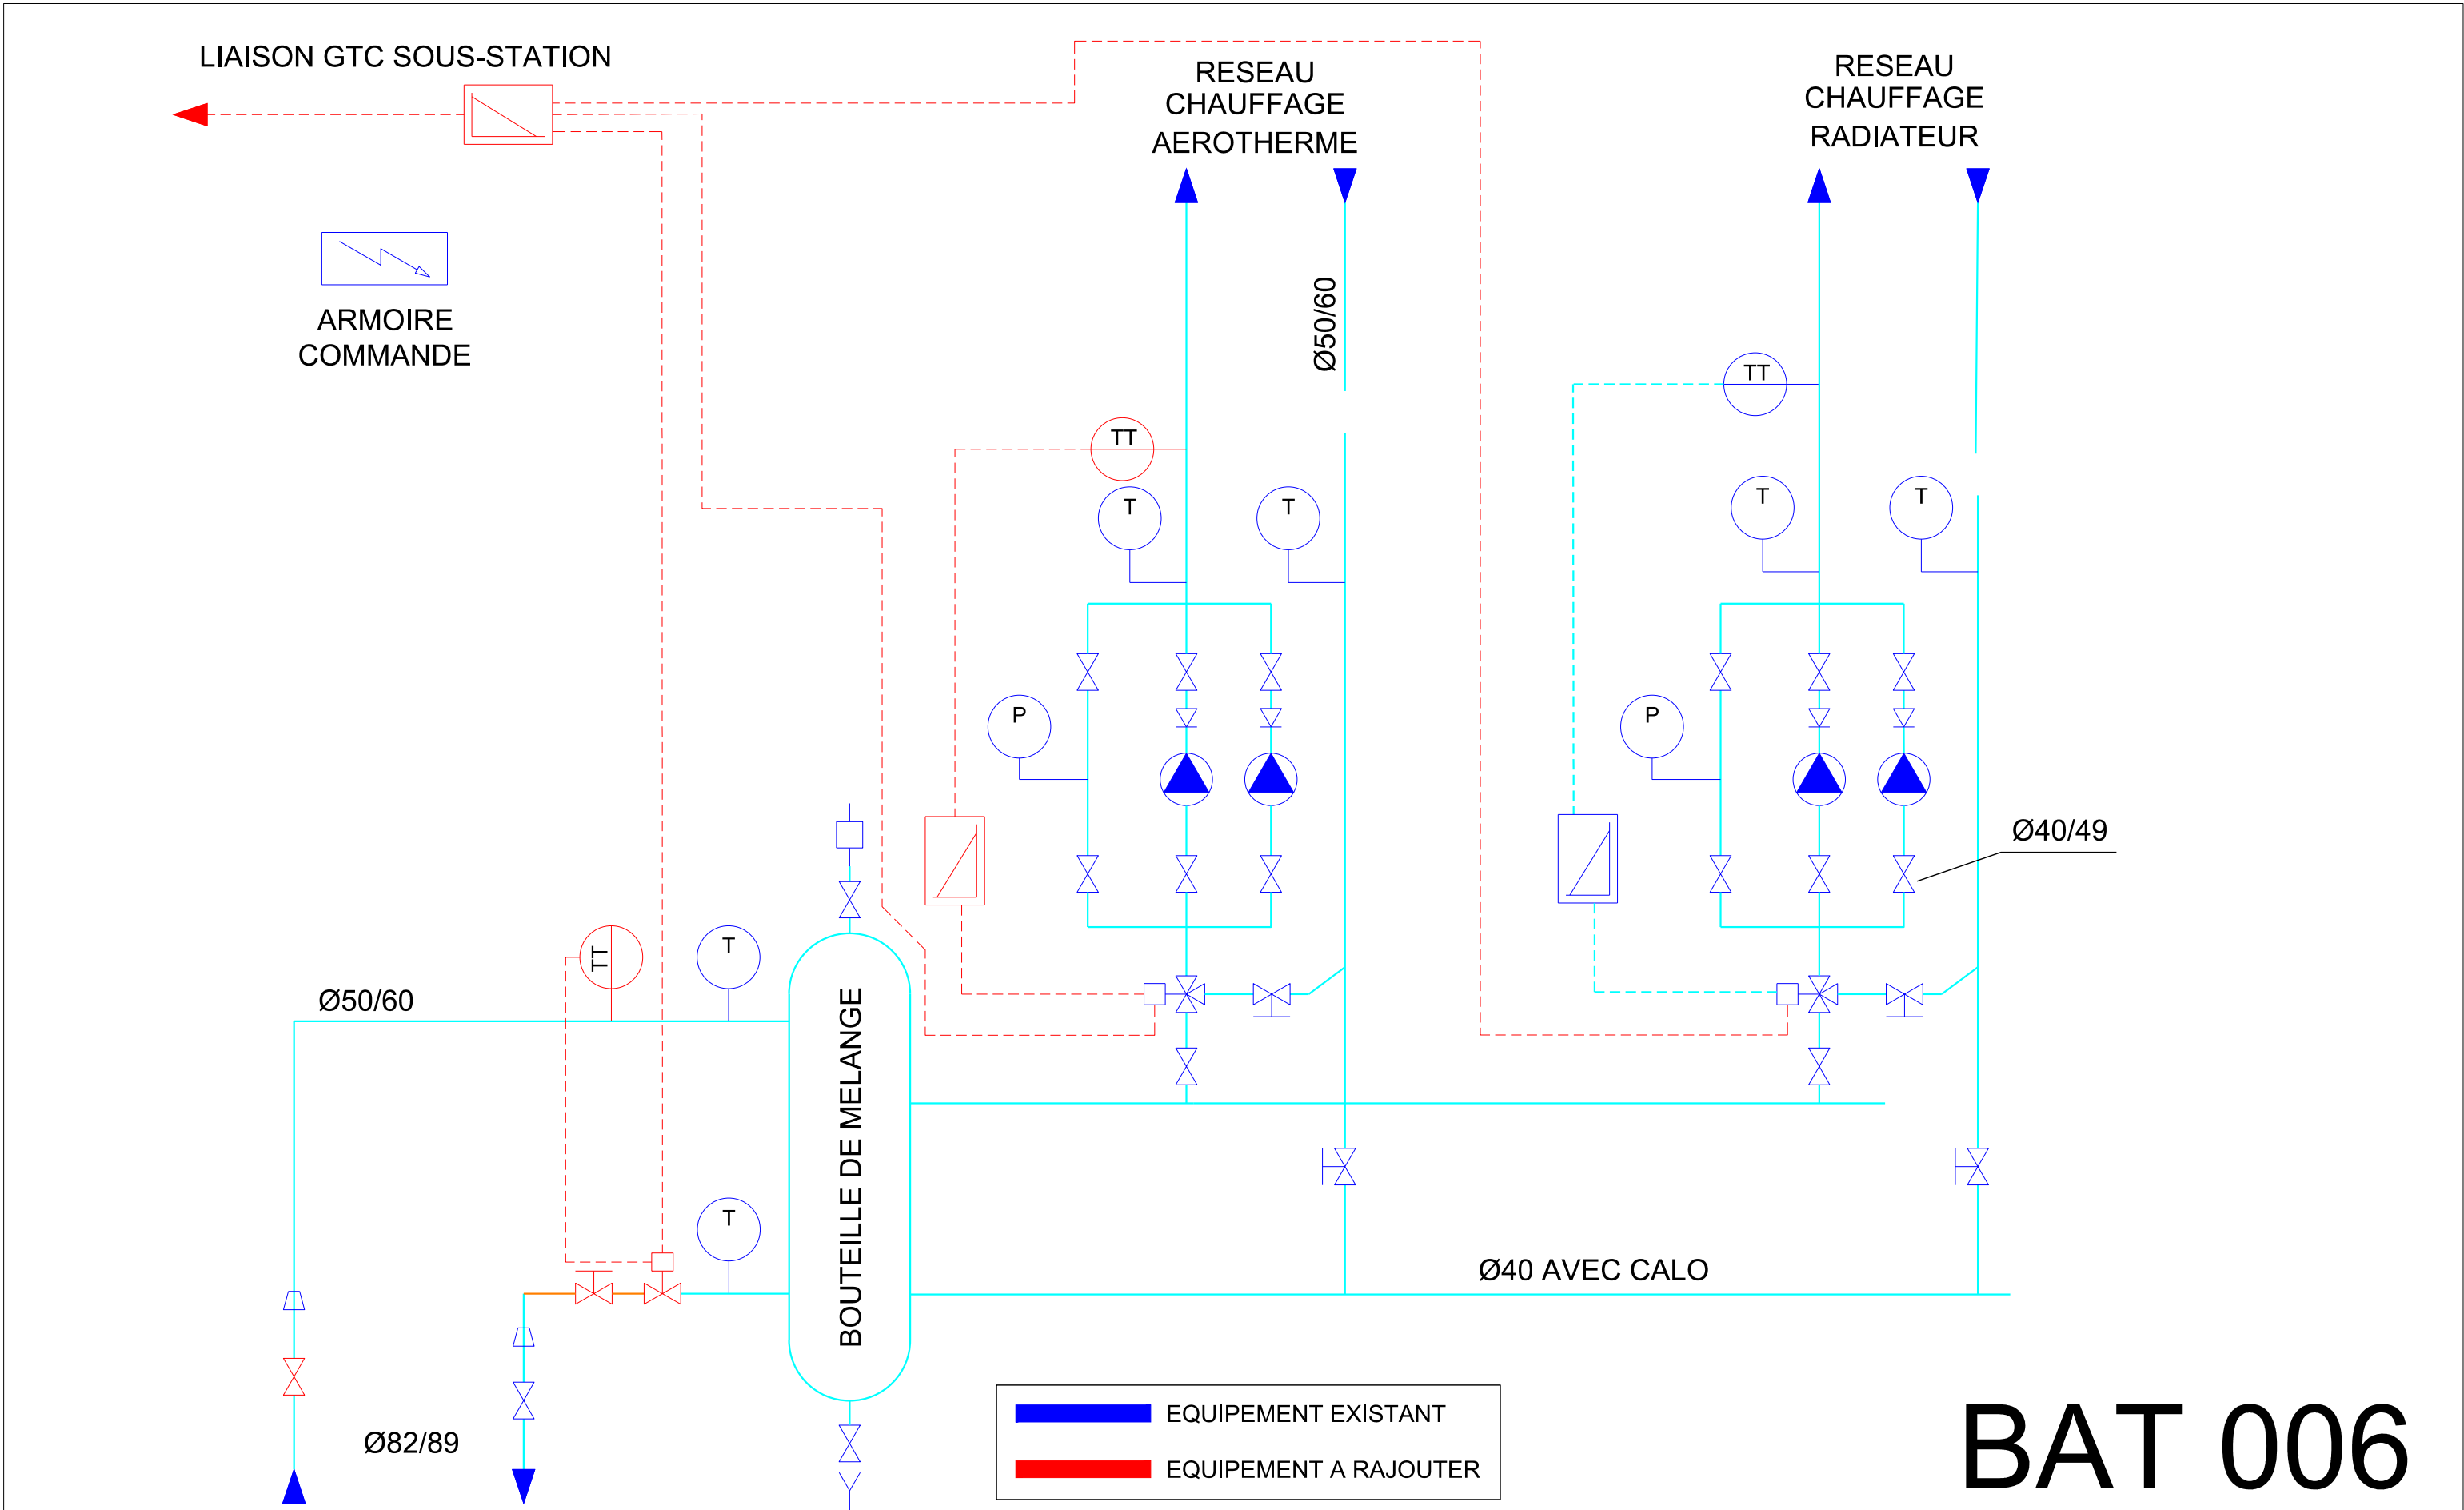 LIAISON GTC SOUS-STATION
RESEAU
CHAUFFAGE
AEROTHERME
RESEAU
CHAUFFAGE
RADIATEUR
ARMOIRE
COMMANDE
Ø50/60
TT
TT
T
T
T
T
P
P
Ø40/49
TT
T
Ø50/60
BOUTEILLE DE MELANGE
T
Ø40 AVEC CALO
Ø82/89
EQUIPEMENT EXISTANT
EQUIPEMENT A RAJOUTER
BAT 006